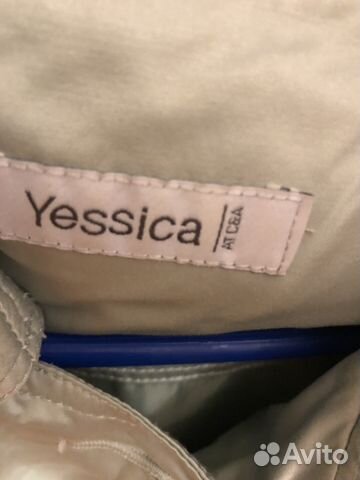 Yessica
AT C&A
Avito